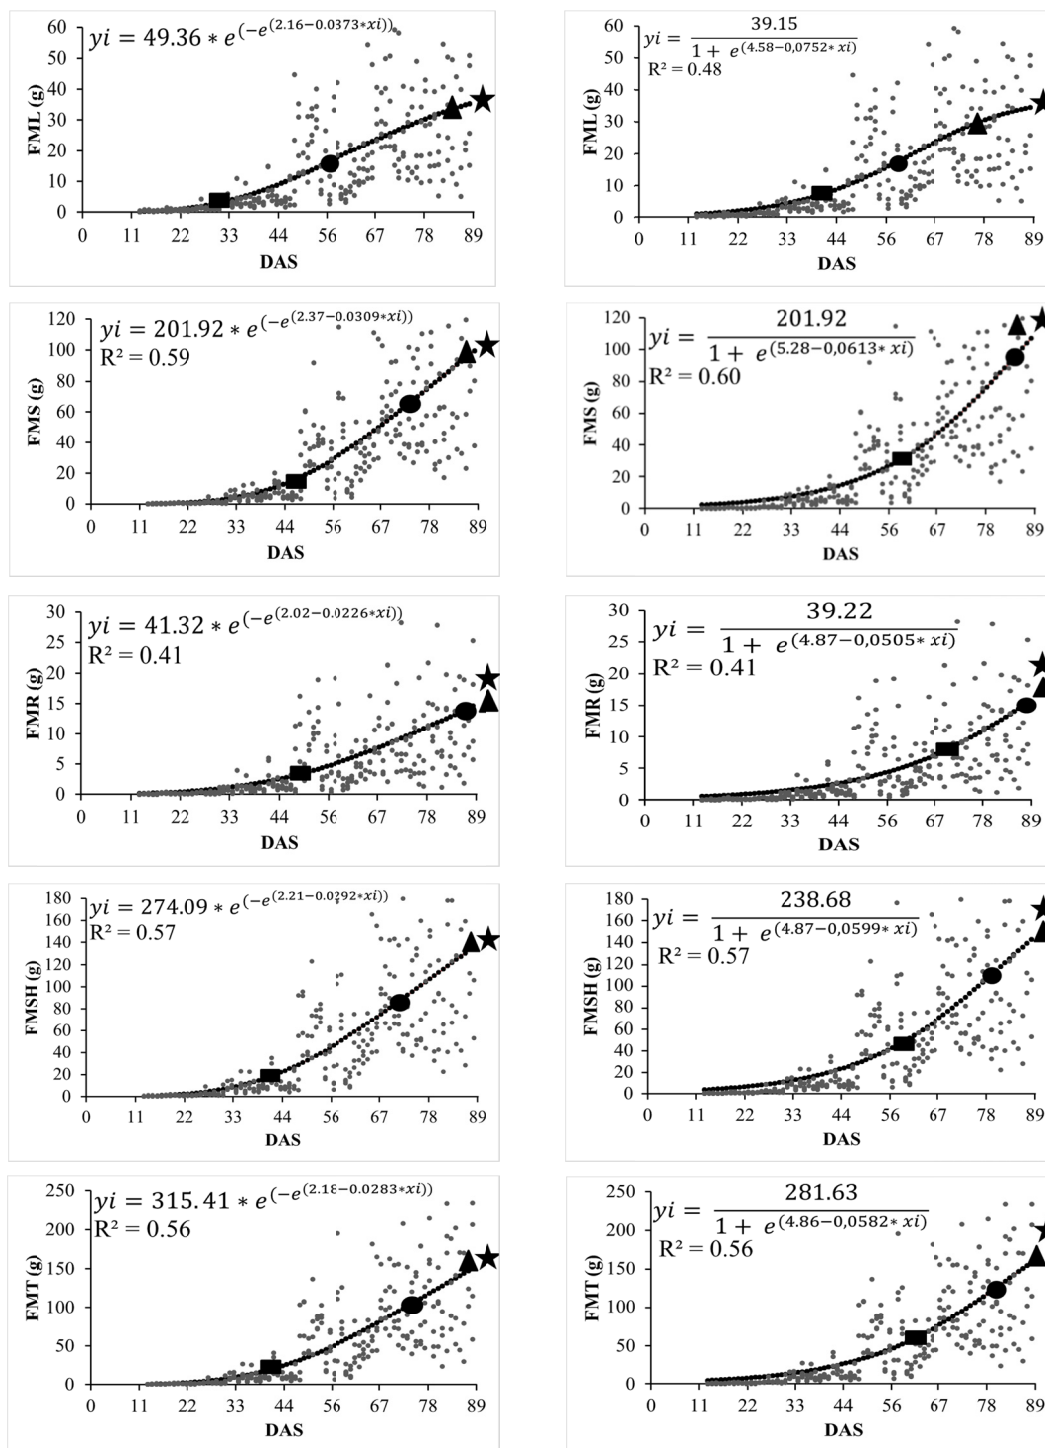 yi = 49.36 ∗ e^(−e^(2.16−0.0373∗xi))
FML (g)
60
50
40
30
20
10
0
0 11 22 33 44 56 67 78 89
DAS
yi = 39.15 / (1 + e^(4.58−0,0752∗ xi))
R² = 0.48
FML (g)
60
50
40
30
20
10
0
0 11 22 33 44 56 67 78 89
DAS
yi = 201.92 ∗ e^(−e^(2.37−0.0309∗xi))
R² = 0.59
FMS (g)
120
100
80
60
40
20
0
0 11 22 33 44 56 67 78 89
DAS
yi = 201.92 / (1 + e^(5.28−0,0613∗ xi))
R² = 0.60
FMS (g)
120
100
80
60
40
20
0
0 11 22 33 44 56 67 78 89
DAS
yi = 41.32 ∗ e^(−e^(2.02−0.0226∗xi))
R² = 0.41
FMR (g)
30
25
20
15
10
5
0
0 11 22 33 44 56 67 78 89
DAS
yi = 39.22 / (1 + e^(4.87−0,0505∗ xi))
R² = 0.41
FMR (g)
30
25
20
15
10
5
0
0 11 22 33 44 56 67 78 89
DAS
yi = 274.09 ∗ e^(−e^(2.21−0.0292∗xi))
R² = 0.57
FMSH (g)
180
160
140
120
100
80
60
40
20
0
0 11 22 33 44 56 67 78 89
DAS
yi = 238.68 / (1 + e^(4.87−0,0599∗ xi))
R² = 0.57
FMSH (g)
180
160
140
120
100
80
60
40
20
0
0 11 22 33 44 56 67 78 89
DAS
yi = 315.41 ∗ e^(−e^(2.18−0.0283∗xi))
R² = 0.56
FMT (g)
250
200
150
100
50
0
0 11 22 33 44 56 67 78 89
DAS
yi = 281.63 / (1 + e^(4.86−0,0582∗ xi))
R² = 0.56
FMT (g)
250
200
150
100
50
0
0 11 22 33 44 56 67 78 89
DAS